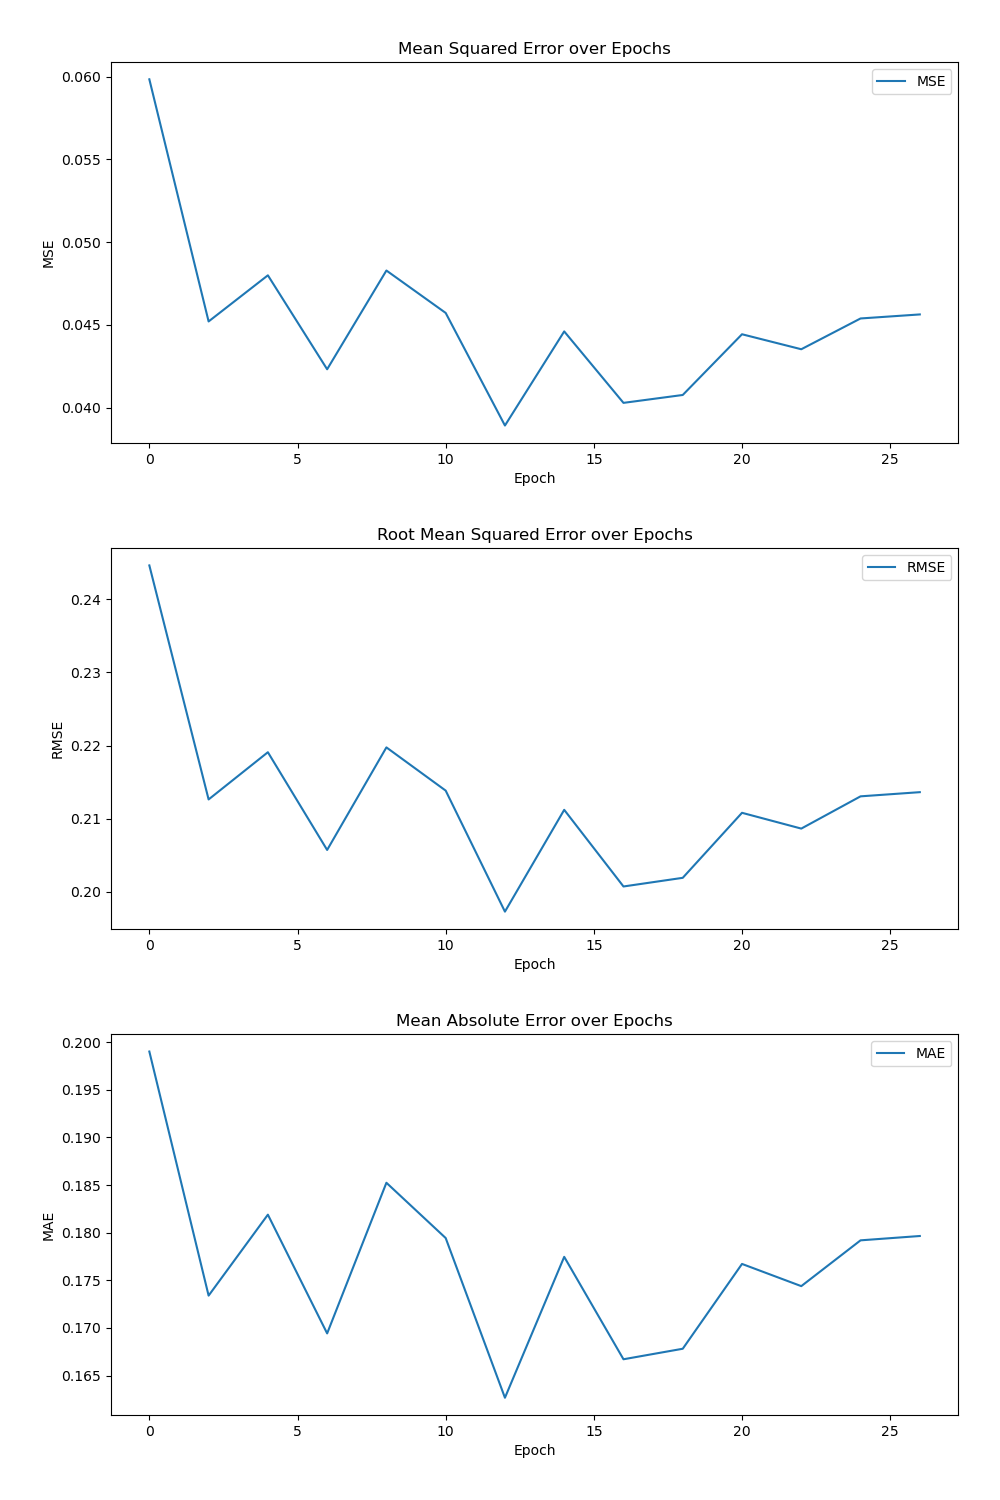 Mean Squared Error over Epochs
MSE
0.060
0.055
0.050
0.045
0.040
MSE
0 5 10 15 20 25
Epoch
Root Mean Squared Error over Epochs
RMSE
0.24
0.23
0.22
0.21
0.20
RMSE
0 5 10 15 20 25
Epoch
Mean Absolute Error over Epochs
MAE
0.200
0.195
0.190
0.185
0.180
0.175
0.170
0.165
MAE
0 5 10 15 20 25
Epoch